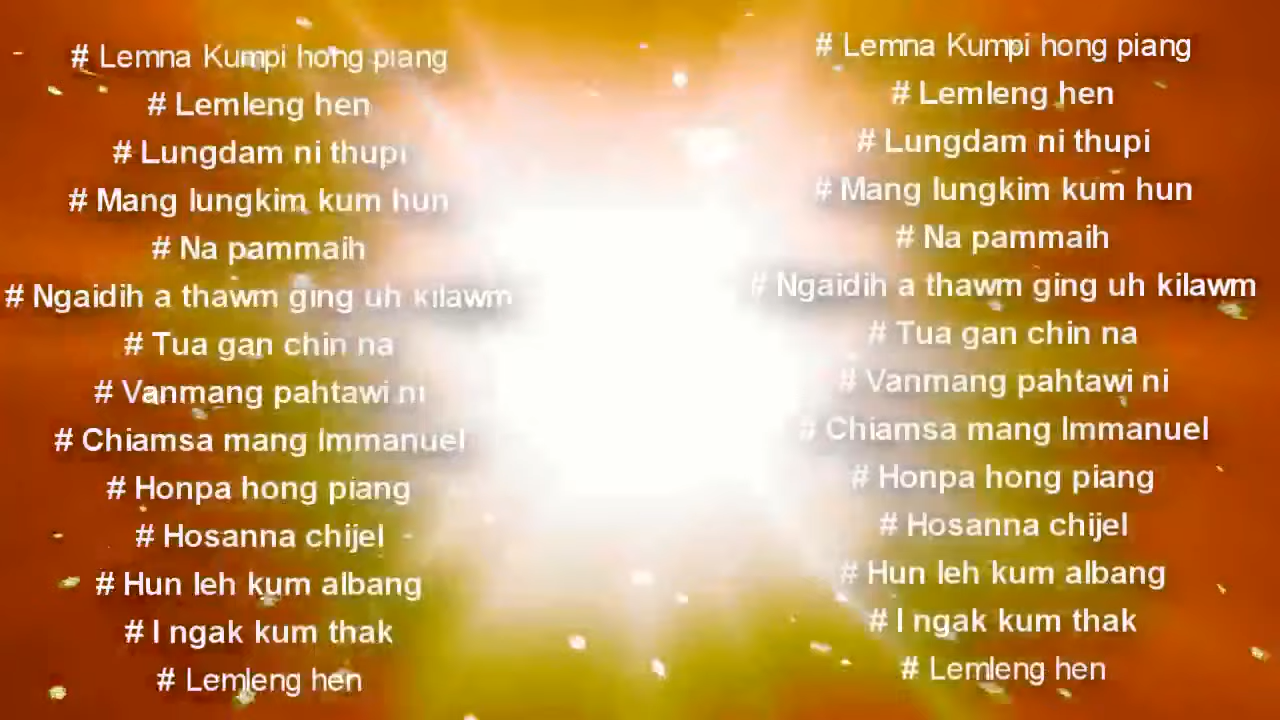 # Lemna Kumpi hong piang
# Lemleng hen
# Lungdam ni thupi
# Mang lungkim kum hun
# Na pammaih
# Ngaidih a thawm ging uh kilawm
# Tua gan chin na
# Vanmang pahtawi ni
# Chiamsa mang Immanuel
# Honpa hong piang
# Hosanna chijel
# Hun leh kum albang
# I ngak kum thak
# Lemleng hen
# Lemna Kumpi hong piang
# Lemleng hen
# Lungdam ni thupi
# Mang lungkim kum hun
# Na pammaih
# Ngaidih a thawm ging uh kilawm
# Tua gan chin na
# Vanmang pahtawi ni
# Chiamsa mang Immanuel
# Honpa hong piang
# Hosanna chijel
# Hun leh kum albang
# I ngak kum thak
# Lemleng hen